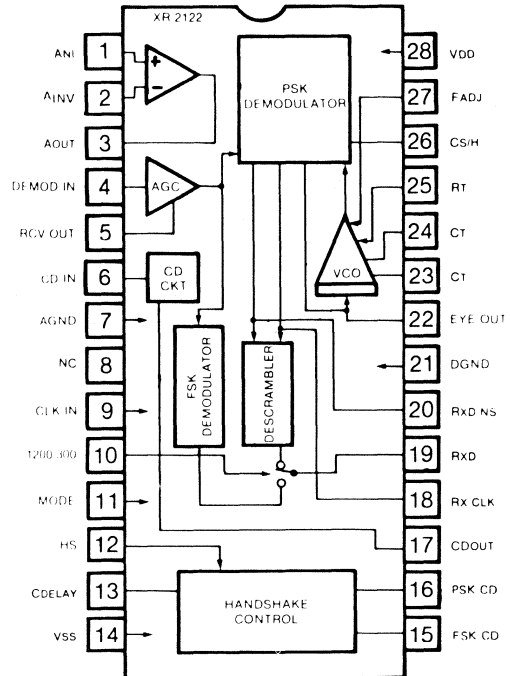 XR 2122
ANI 1
AINV 2
AOUT 3
DEMOD IN 4
RCV OUT 5
CD IN 6
AGND 7
NC 8
CLK IN 9
1200 300 10
MODE 11
HS 12
CDELAY 13
VSS 14
+
−
AGC
CD
CKT
FSK
DEMODULATOR
PSK
DEMODULATOR
DESCRAMBLER
VCO
HANDSHAKE
CONTROL
28 VDD
27 FADJ
26 CS/H
25 RT
24 CT
23 CT
22 EYE OUT
21 DGND
20 RxD NS
19 RXD
18 RX CLK
17 CDOUT
16 PSK CD
15 FSK CD